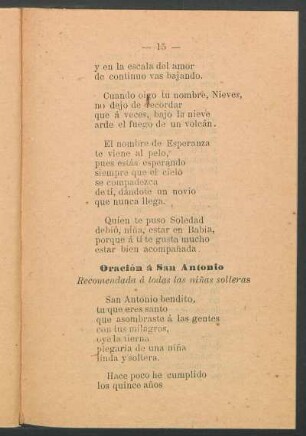 — 15 —
y en la escala del amor
de continuo vas bajando.
Cuando oigo tu nombre, Nieves,
no dejo de recordar
que á veces, bajo la nieve
arde el fuego de un volcán.
El nombre de Esperanza
te viene al pelo,
pues estás esperando
siempre que el cielo
se compadezca
de ti, dándote un novio
que nunca llega.
Quien te puso Soledad
debió, niña, estar en Babia,
porque á ti te gusta mucho
estar bien acompañada.
Oración á San Antonio
Recomendada á todas las niñas solteras
San Antonio bendito,
tu que eres santo
que asombraste á las gentes
con tus milagros,
oye la tierna
plegaria de una niña
linda y soltera.
Hace poco he cumplido
los quince años